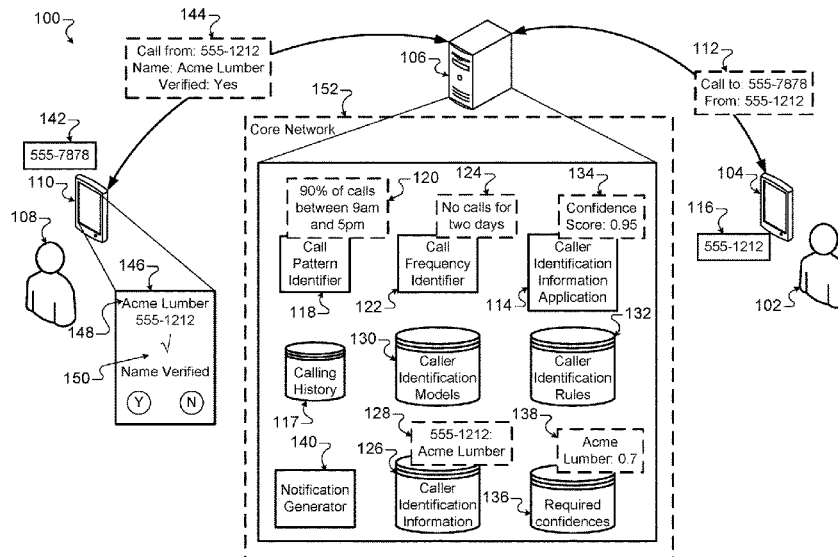 100
144
Call from: 555-1212
Name: Acme Lumber
Verified: Yes
106
112
Call to: 555-7878
From: 555-1212
152
Core Network
142
555-7878
110
108
104
116
555-1212
102
120
90% of calls
between 9am
and 5pm
124
No calls for
two days
134
Confidence
Score: 0.95
Call
Pattern
Identifier
118
Call
Frequency
Identifier
122
Caller
Identification
Information
Application
114
146
148
Acme Lumber
555-1212
√
150
Name Verified
Y
N
Calling
History
117
130
Caller
Identification
Models
132
Caller
Identification
Rules
140
Notification
Generator
128
555-1212:
Acme Lumber
126
Caller
Identification
Information
138
Acme
Lumber: 0.7
136
Required
confidences